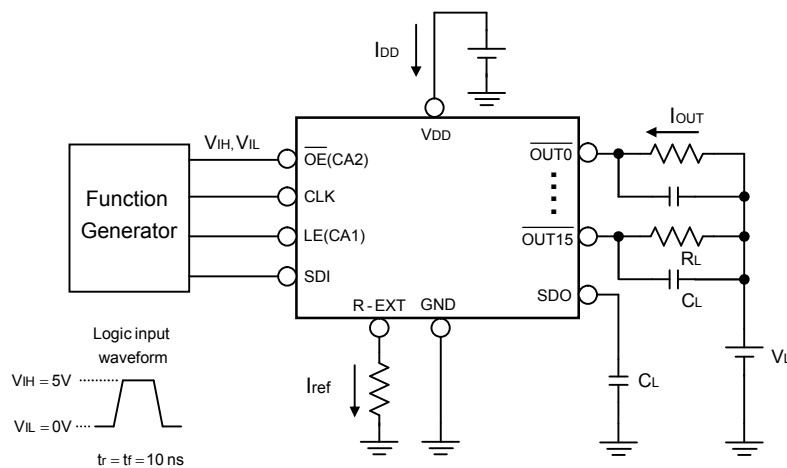 IDD
VDD
VIH, VIL
Function
Generator
OE(CA2)
CLK
LE(CA1)
SDI
OUT0
IOUT
OUT15
RL
CL
SDO
R-EXT
GND
Iref
CL
VL
Logic input
waveform
VIH = 5V
VIL = 0V
tr = tf = 10 ns